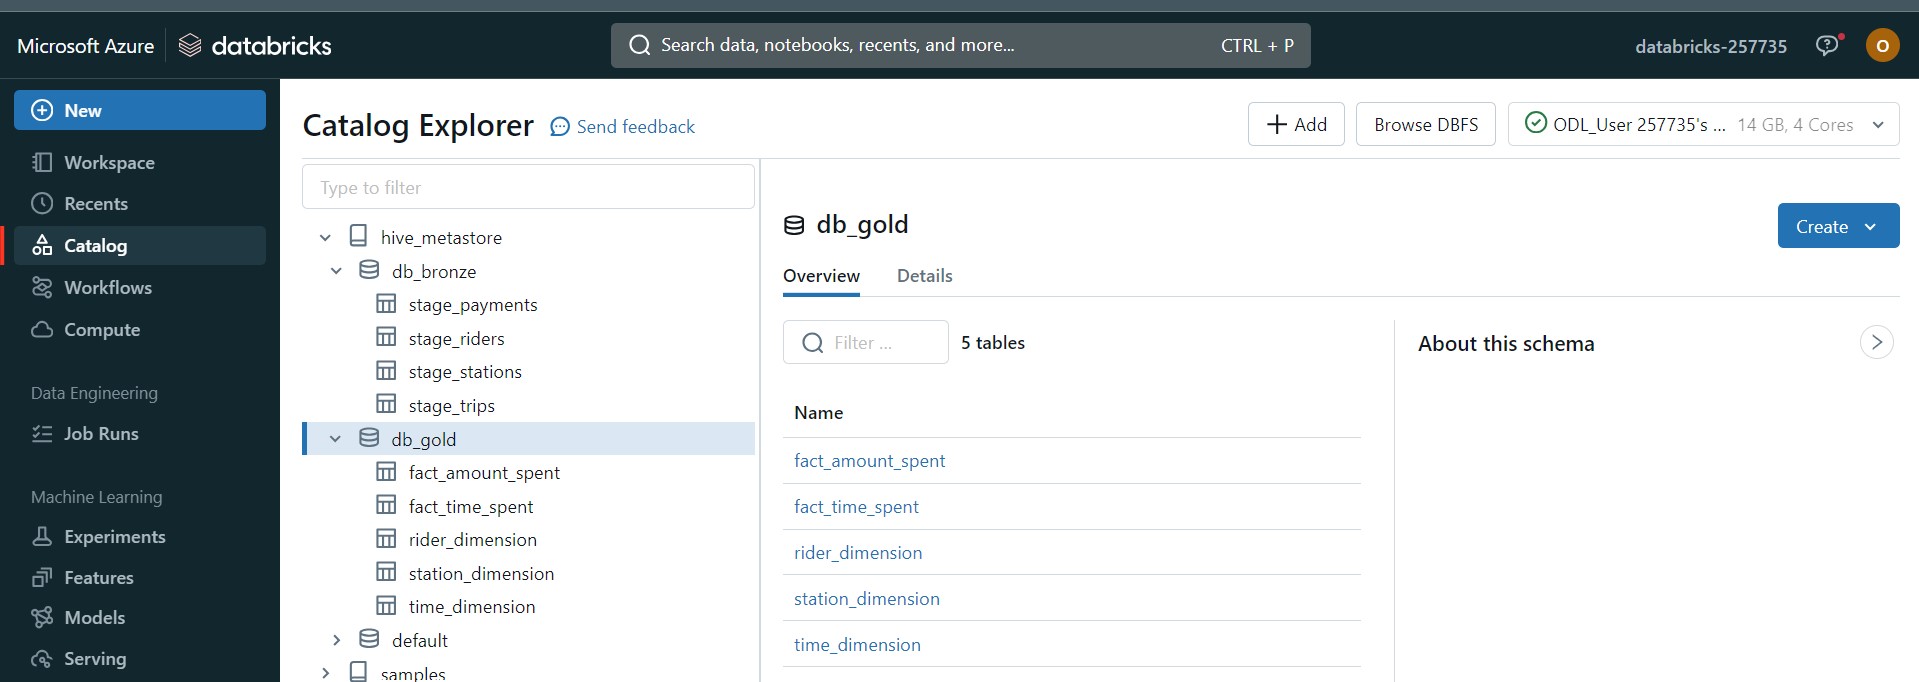 Microsoft Azure databricks Search data, notebooks, recents, and more... CTRL + P databricks-257735 O
New
Workspace
Recents
Catalog
Workflows
Compute
Data Engineering
Job Runs
Machine Learning
Experiments
Features
Models
Serving
Catalog Explorer Send feedback
Add Browse DBFS ODL_User 257735's ... 14 GB, 4 Cores
Type to filter
hive_metastore
db_bronze
stage_payments
stage_riders
stage_stations
stage_trips
db_gold
fact_amount_spent
fact_time_spent
rider_dimension
station_dimension
time_dimension
default
samples
db_gold
Create
Overview Details
Filter ... 5 tables
Name
fact_amount_spent
fact_time_spent
rider_dimension
station_dimension
time_dimension
About this schema